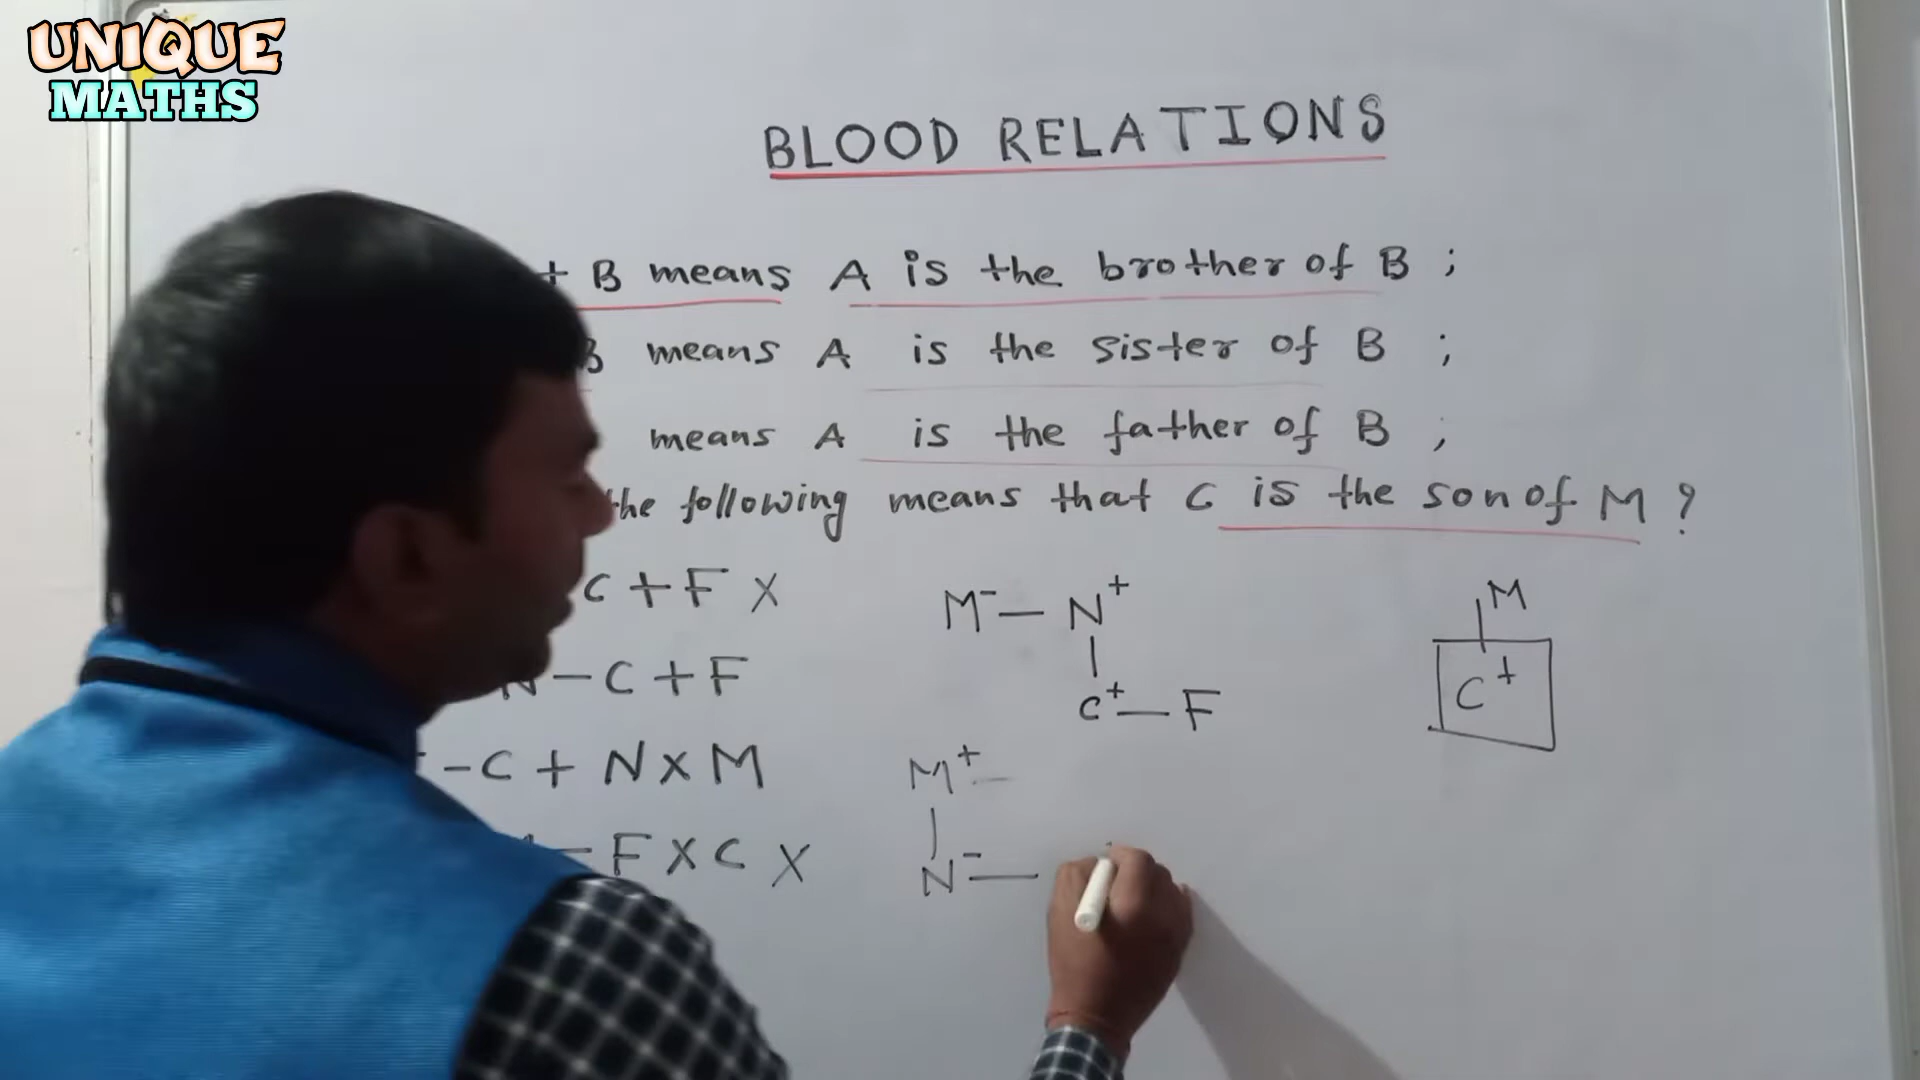 UNIQUE
MATHS
BLOOD RELATIONS
+ B means A is the brother of B ;
B means A is the sister of B ;
means A is the father of B ;
the following means that C is the son of M ?
C + F X
N - C + F
- C + N x M
- F X C X
M⁻ — N⁺
C⁺ — F
M⁺ -
N⁻ —
M
C⁺